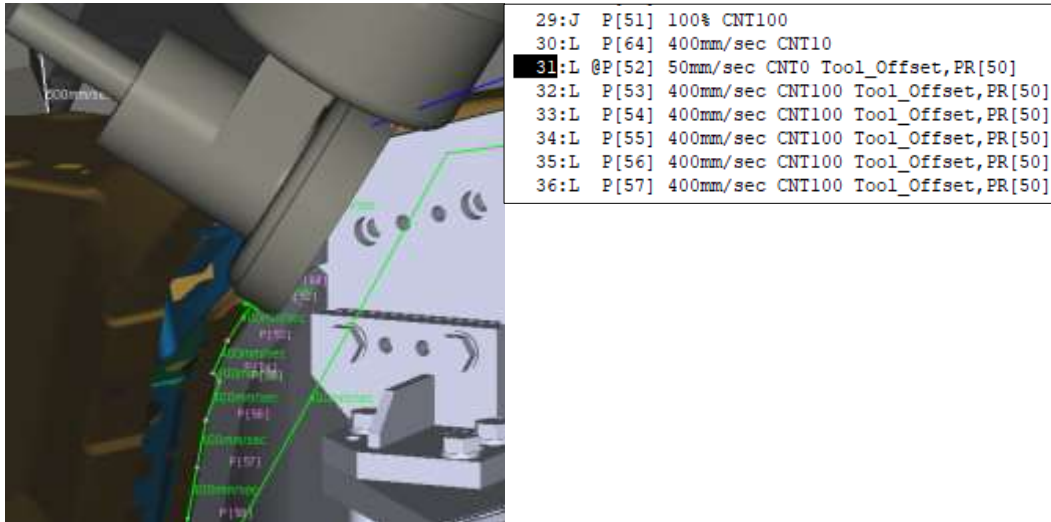 29:J P[51] 100% CNT100
30:L P[64] 400mm/sec CNT10
31:L @P[52] 50mm/sec CNT0 Tool_Offset,PR[50]
32:L P[53] 400mm/sec CNT100 Tool_Offset,PR[50]
33:L P[54] 400mm/sec CNT100 Tool_Offset,PR[50]
34:L P[55] 400mm/sec CNT100 Tool_Offset,PR[50]
35:L P[56] 400mm/sec CNT100 Tool_Offset,PR[50]
36:L P[57] 400mm/sec CNT100 Tool_Offset,PR[50]
400mm/sec
P[56]
P[57]